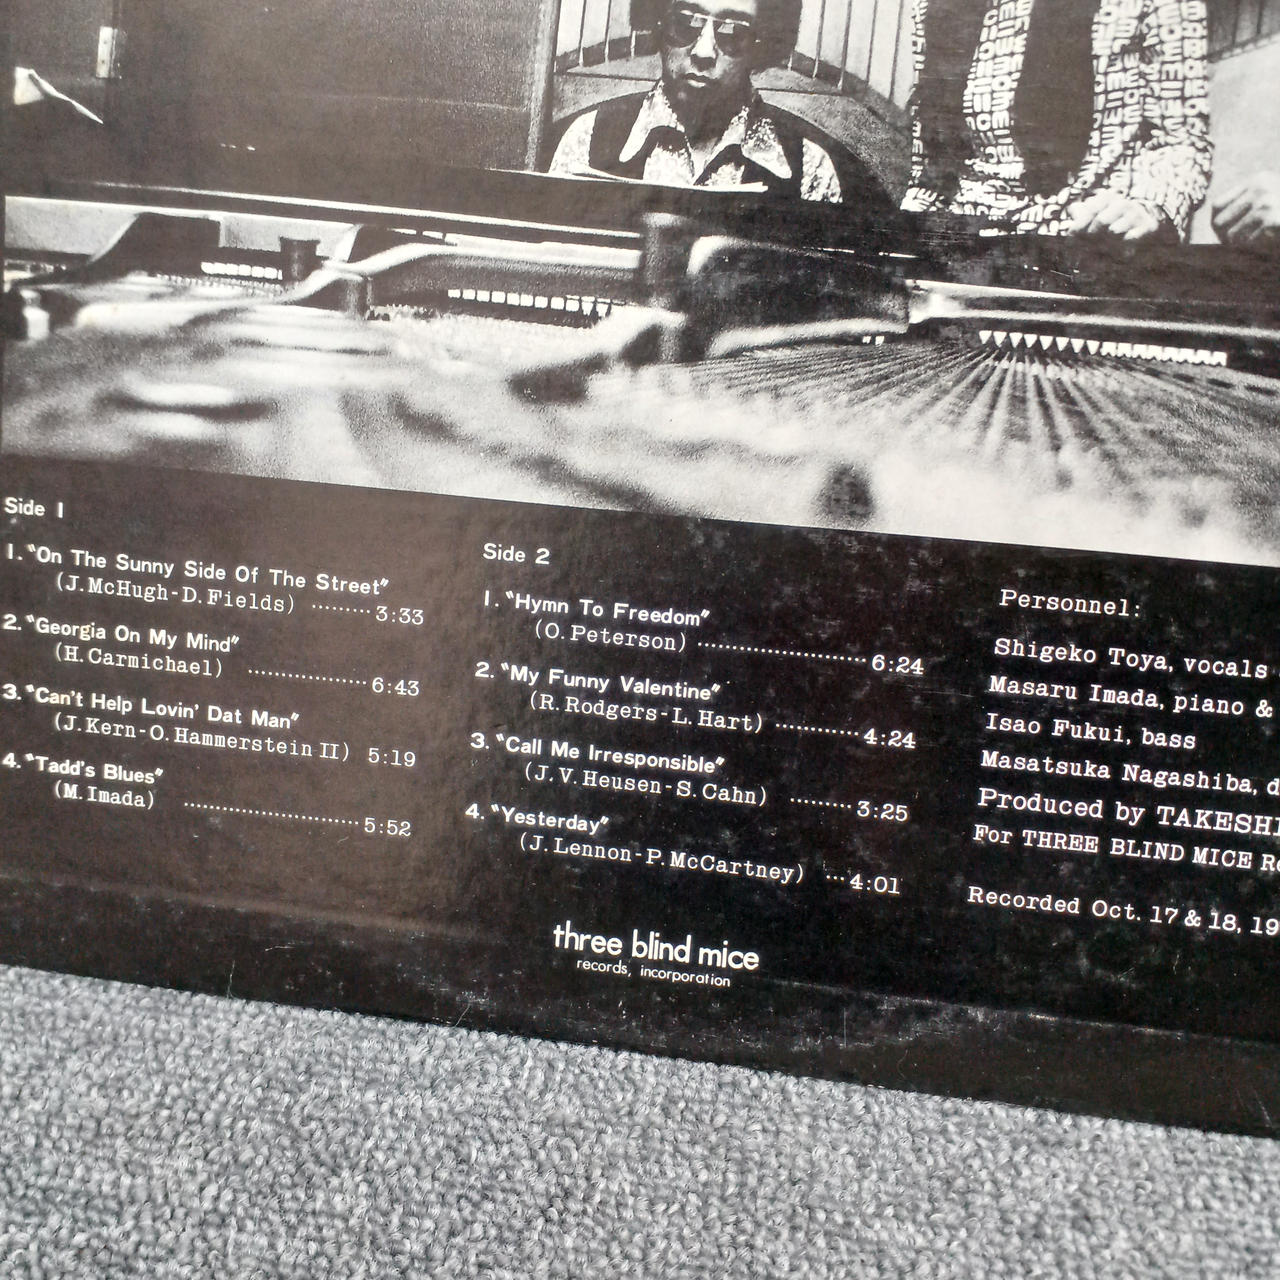 Side 1
1. "On The Sunny Side Of The Street"
(J.McHugh-D.Fields) ......... 3:33
2. "Georgia On My Mind"
(H.Carmichael) .................... 6:43
3. "Can't Help Lovin' Dat Man"
(J.Kern-O.Hammerstein II) 5:19
4. "Tadd's Blues"
(M.Imada) .............................. 5:52
Side 2
1. "Hymn To Freedom"
(O.Peterson) ............................. 6:24
2. "My Funny Valentine"
(R.Rodgers-L.Hart) ............. 4:24
3. "Call Me Irresponsible"
(J.V.Heusen-S.Cahn) .......... 3:25
4. "Yesterday"
(J.Lennon-P.McCartney) ... 4:01
Personnel:
Shigeko Toya, vocals
Masaru Imada, piano &
Isao Fukui, bass
Masatsuka Nagashiba, d
Produced by TAKESHI
For THREE BLIND MICE R
Recorded Oct. 17 & 18, 19
three blind mice
records, incorporation